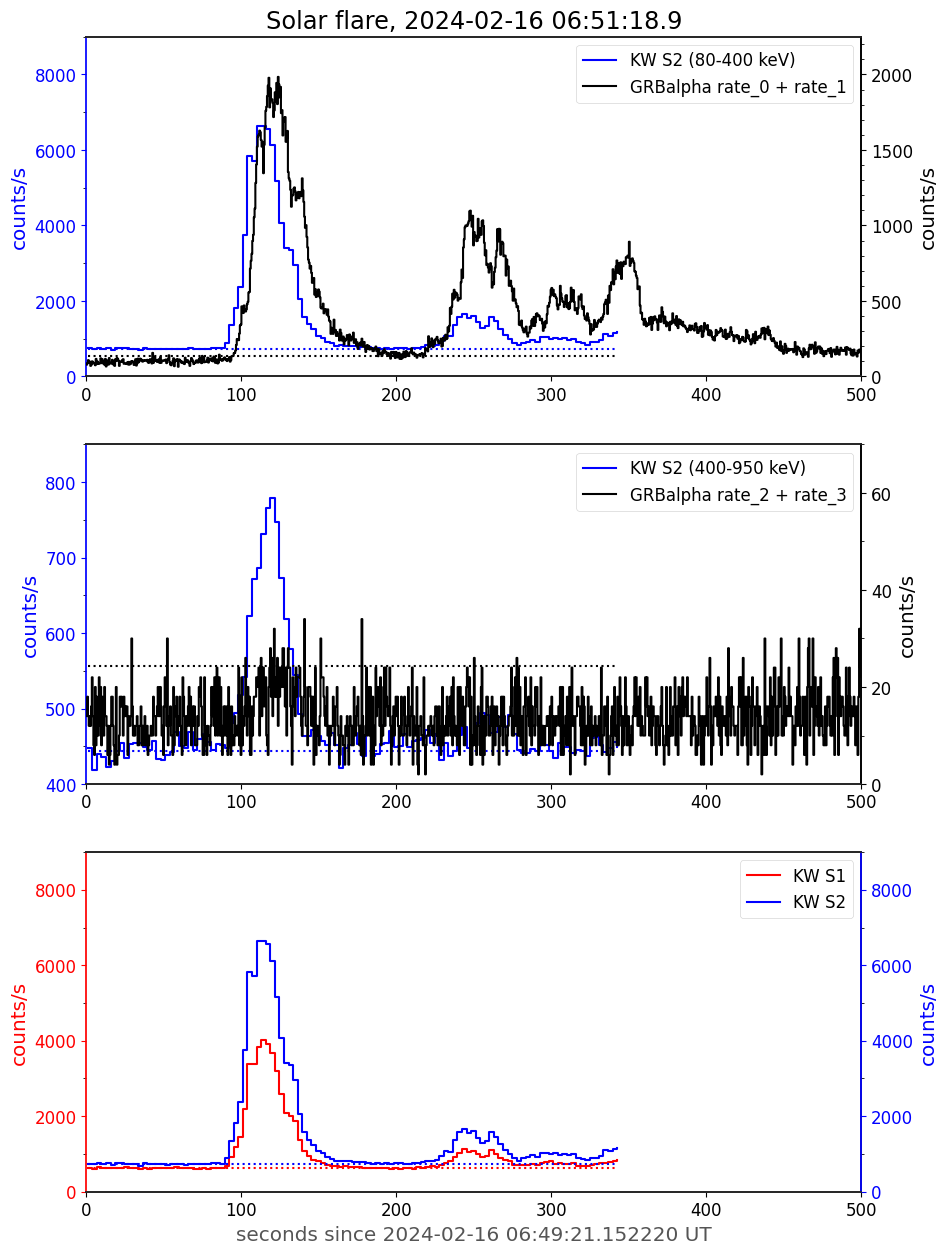 Solar flare, 2024-02-16 06:51:18.9
KW S2 (80-400 keV)
GRBalpha rate_0 + rate_1
counts/s
8000
6000
4000
2000
0
2000
1500
1000
500
0
counts/s
0 100 200 300 400 500
KW S2 (400-950 keV)
GRBalpha rate_2 + rate_3
counts/s
800
700
600
500
400
60
40
20
0
counts/s
0 100 200 300 400 500
KW S1
KW S2
counts/s
8000
6000
4000
2000
0
8000
6000
4000
2000
0
counts/s
0 100 200 300 400 500
seconds since 2024-02-16 06:49:21.152220 UT